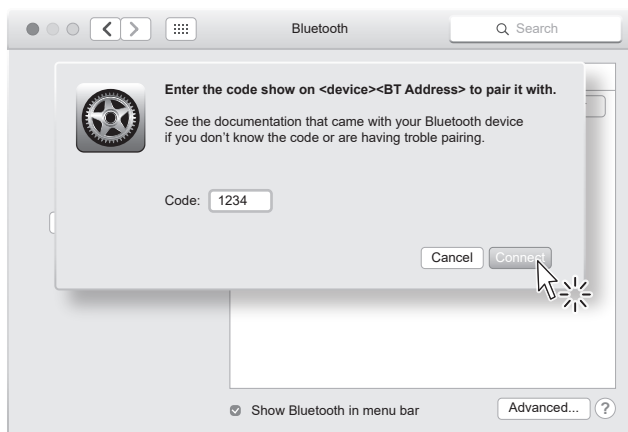 Bluetooth
Search
Enter the code show on <device><BT Address> to pair it with.
See the documentation that came with your Bluetooth device
if you don't know the code or are having troble pairing.
Code: 1234
Cancel Connect
Show Bluetooth in menu bar
Advanced... ?